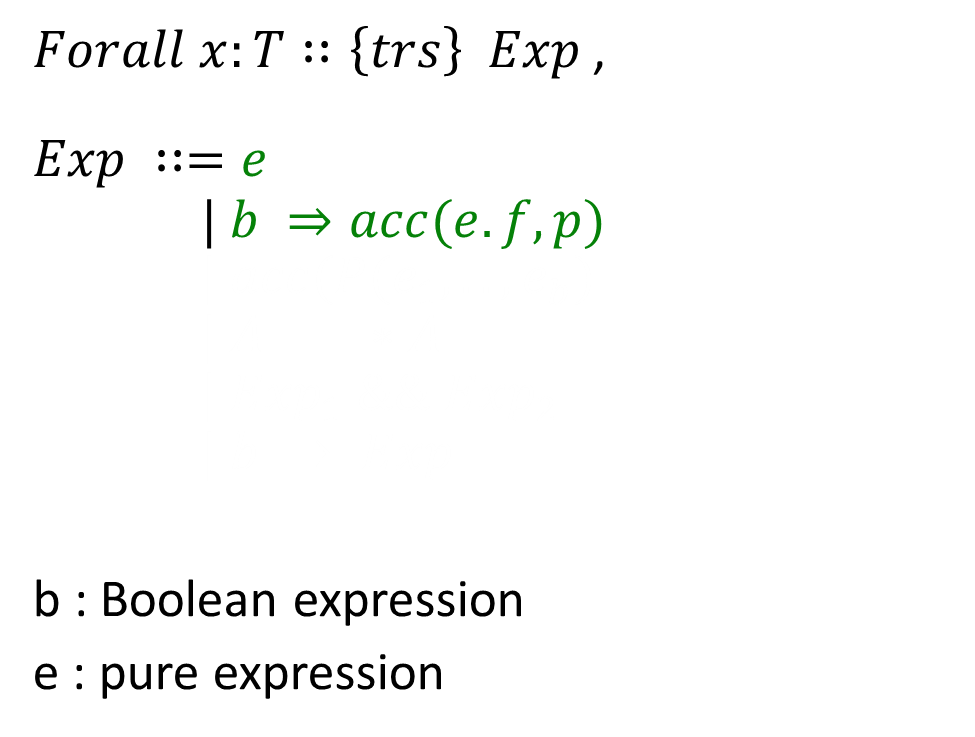 Forall x: T ∷ {trs} Exp ,
Exp ∷= e
| b ⇒ acc(e. f, p)
b : Boolean expression
e : pure expression